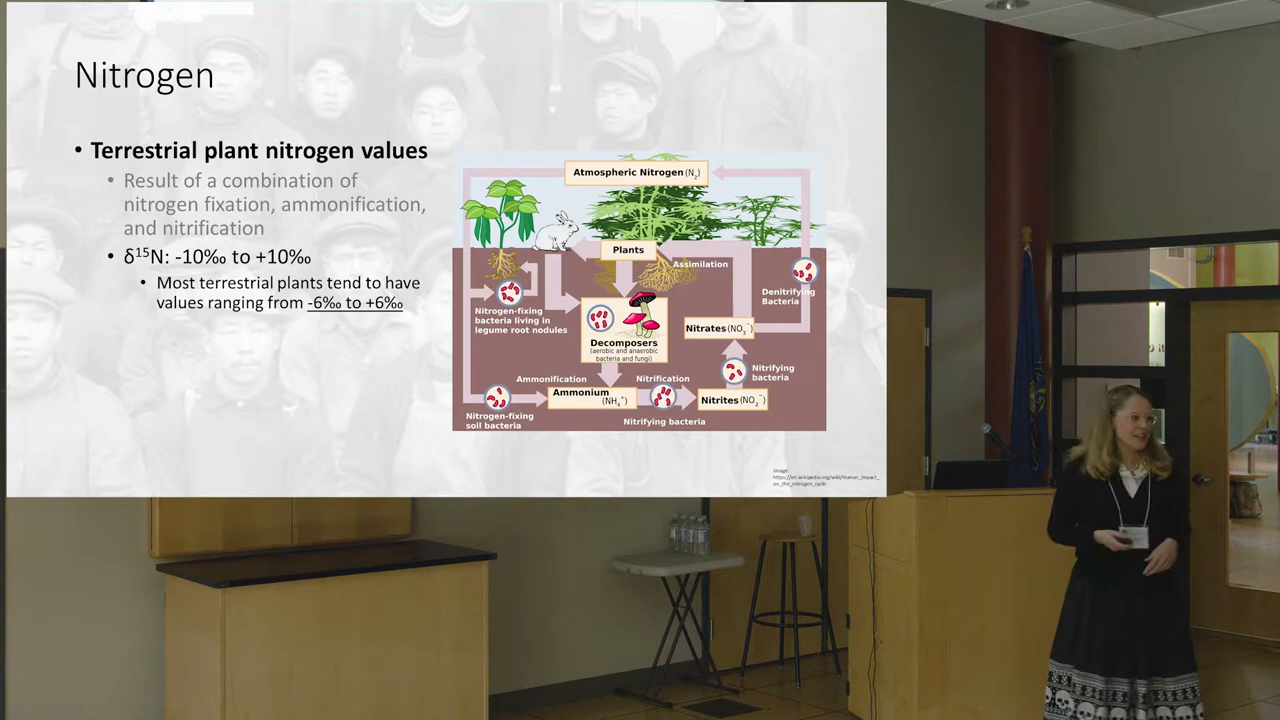 Nitrogen
• Terrestrial plant nitrogen values
• Result of a combination of
nitrogen fixation, ammonification,
and nitrification
• δ¹⁵N: -10‰ to +10‰
• Most terrestrial plants tend to have
values ranging from -6‰ to +6‰
Atmospheric Nitrogen (N₂)
Plants
Assimilation
Denitrifying
Bacteria
Nitrogen-fixing
bacteria living in
legume root nodules
Nitrates (NO₃⁻)
Decomposers
(aerobic and anaerobic
bacteria and fungi)
Nitrifying
bacteria
Ammonification
Nitrification
Ammonium
(NH₄⁺)
Nitrites (NO₂⁻)
Nitrogen-fixing
soil bacteria
Nitrifying bacteria
Image:
https://en.wikipedia.org/wiki/Human_impact_
on_the_nitrogen_cycle